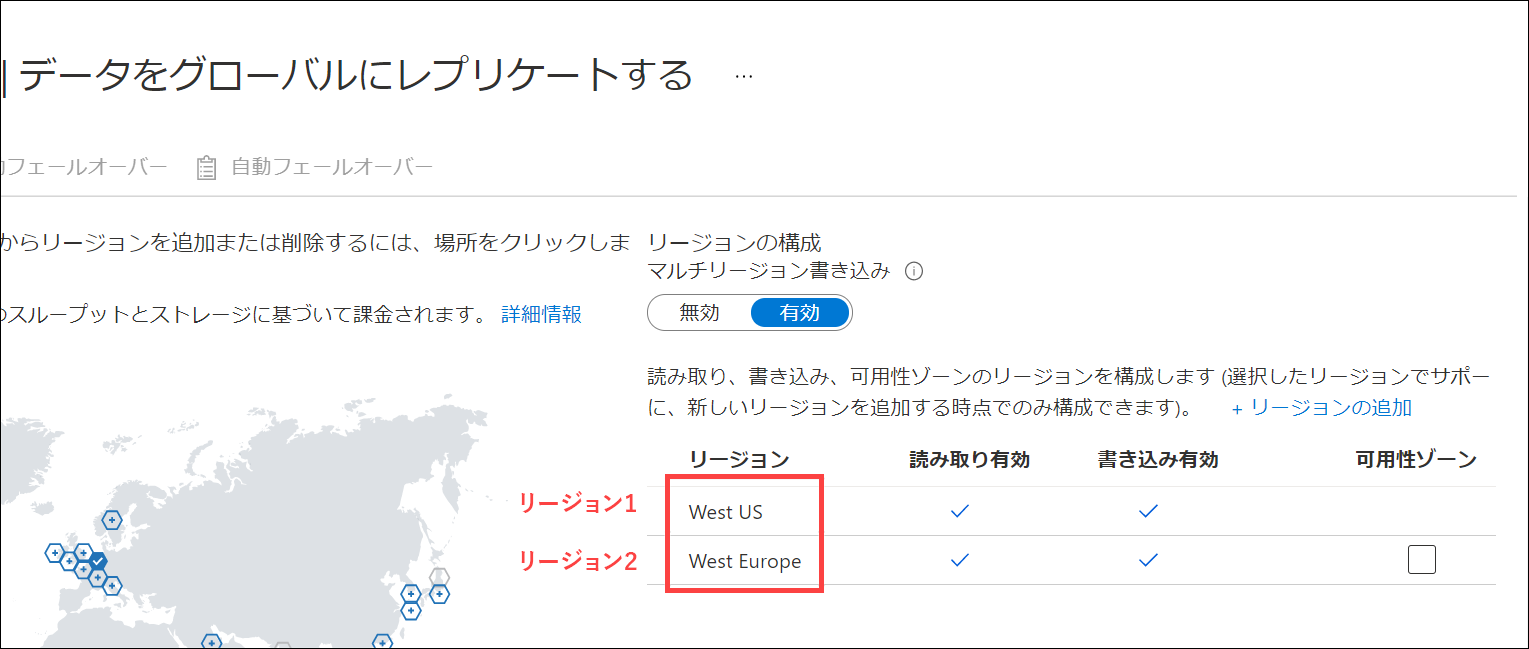 | データをグローバルにレプリケートする …
フェールオーバー 自動フェールオーバー
からリージョンを追加または削除するには、場所をクリックしま
スループットとストレージに基づいて課金されます。 詳細情報
リージョンの構成
マルチリージョン書き込み
無効 有効
読み取り、書き込み、可用性ゾーンのリージョンを構成します (選択したリージョンでサポー
に、新しいリージョンを追加する時点でのみ構成できます)。 + リージョンの追加
リージョン 読み取り有効 書き込み有効 可用性ゾーン
リージョン1 West US
リージョン2 West Europe